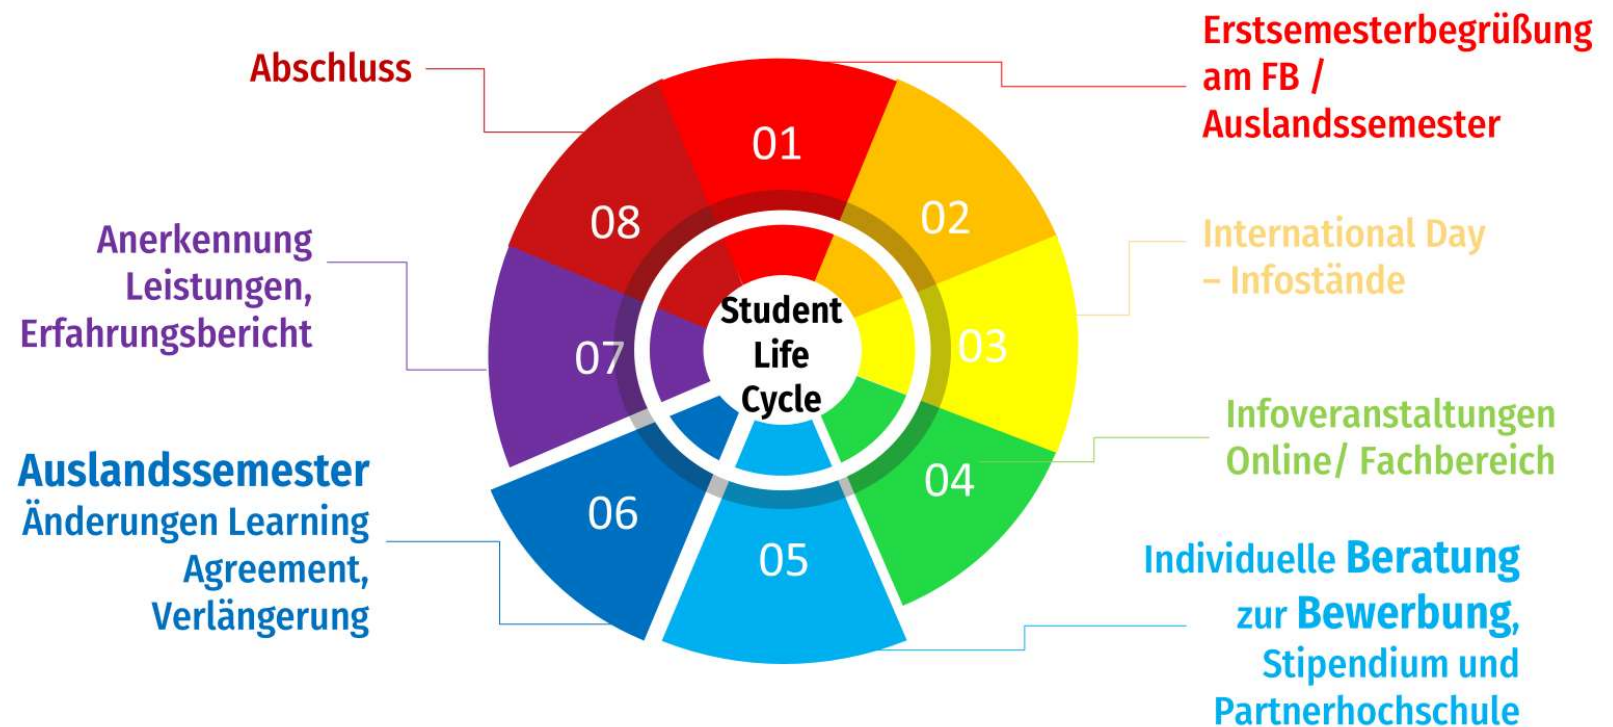 Erstsemesterbegrüßung
am FB /
Auslandssemester
International Day
– Infostände
Infoveranstaltungen
Online/ Fachbereich
Individuelle Beratung
zur Bewerbung,
Stipendium und
Partnerhochschule
Auslandssemester
Änderungen Learning
Agreement,
Verlängerung
Anerkennung
Leistungen,
Erfahrungsbericht
Abschluss
01
02
03
04
05
06
07
08
Student
Life
Cycle